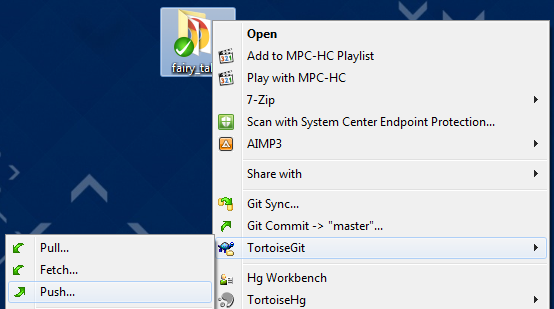 Open
Add to MPC-HC Playlist
Play with MPC-HC
7-Zip
Scan with System Center Endpoint Protection...
AIMP3
Share with
Git Sync...
Git Commit -> "master"...
TortoiseGit
Hg Workbench
TortoiseHg
Pull...
Fetch...
Push...